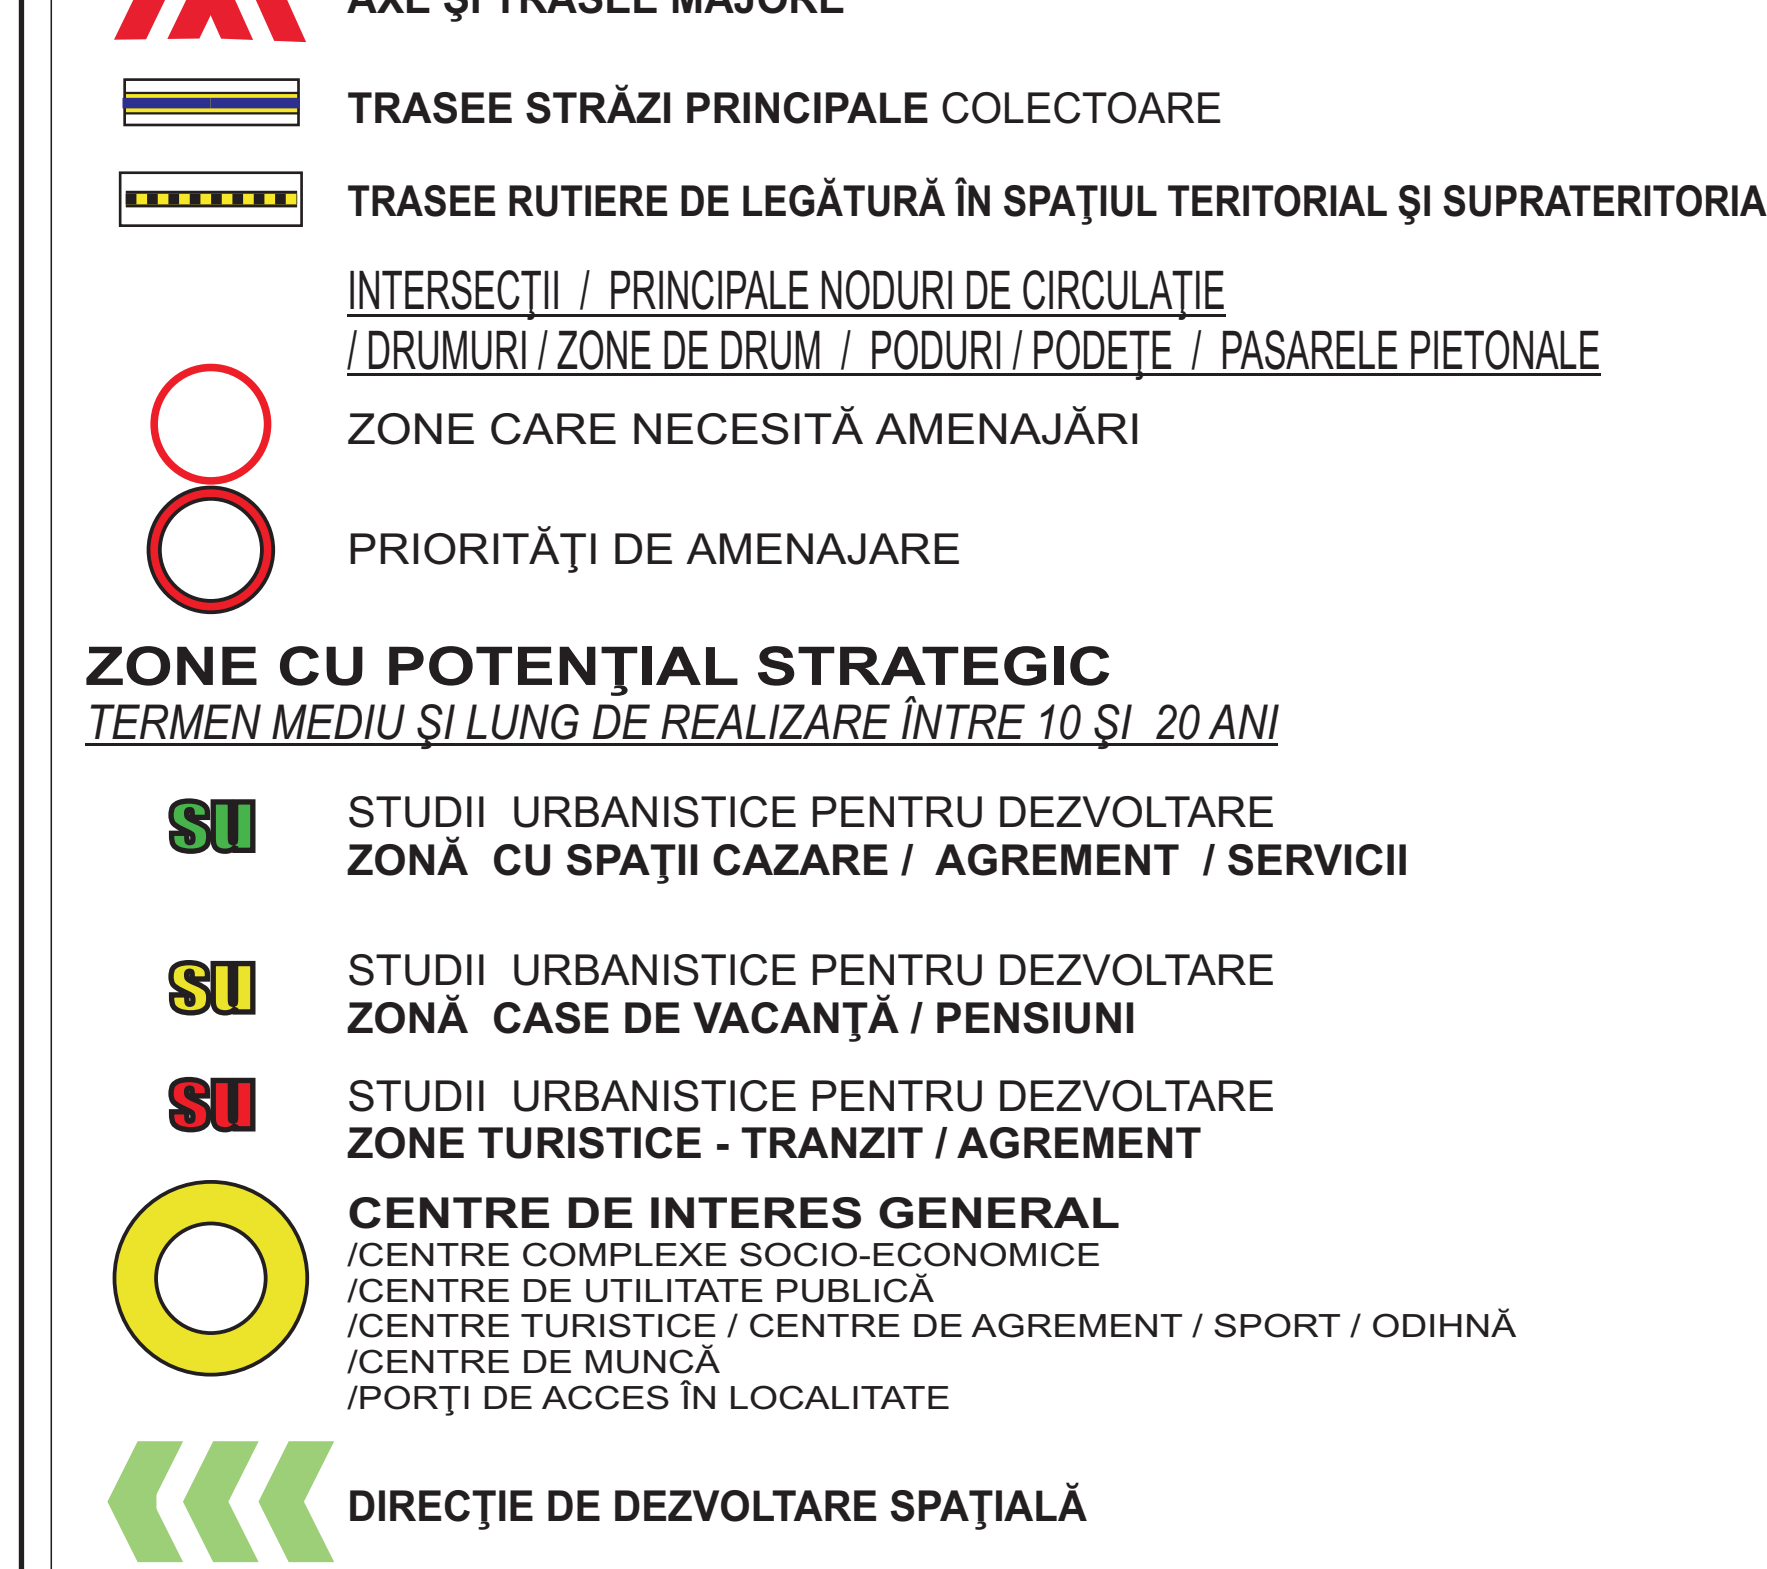 AXE ŞI TRASEE MAJORE
TRASEE STRĂZI PRINCIPALE COLECTOARE
TRASEE RUTIERE DE LEGĂTURĂ ÎN SPAŢIUL TERITORIAL ŞI SUPRATERITORIA
INTERSECŢII / PRINCIPALE NODURI DE CIRCULAŢIE
/ DRUMURI / ZONE DE DRUM / PODURI / PODEŢE / PASARELE PIETONALE
ZONE CARE NECESITĂ AMENAJĂRI
PRIORITĂŢI DE AMENAJARE
ZONE CU POTENŢIAL STRATEGIC
TERMEN MEDIU ŞI LUNG DE REALIZARE ÎNTRE 10 ŞI 20 ANI
su STUDII URBANISTICE PENTRU DEZVOLTARE
ZONĂ CU SPAŢII CAZARE / AGREMENT / SERVICII
su STUDII URBANISTICE PENTRU DEZVOLTARE
ZONĂ CASE DE VACANŢĂ / PENSIUNI
su STUDII URBANISTICE PENTRU DEZVOLTARE
ZONE TURISTICE - TRANZIT / AGREMENT
CENTRE DE INTERES GENERAL
/CENTRE COMPLEXE SOCIO-ECONOMICE
/CENTRE DE UTILITATE PUBLICĂ
/CENTRE TURISTICE / CENTRE DE AGREMENT / SPORT / ODIHNĂ
/CENTRE DE MUNCĂ
/PORŢI DE ACCES ÎN LOCALITATE
DIRECŢIE DE DEZVOLTARE SPAŢIALĂ